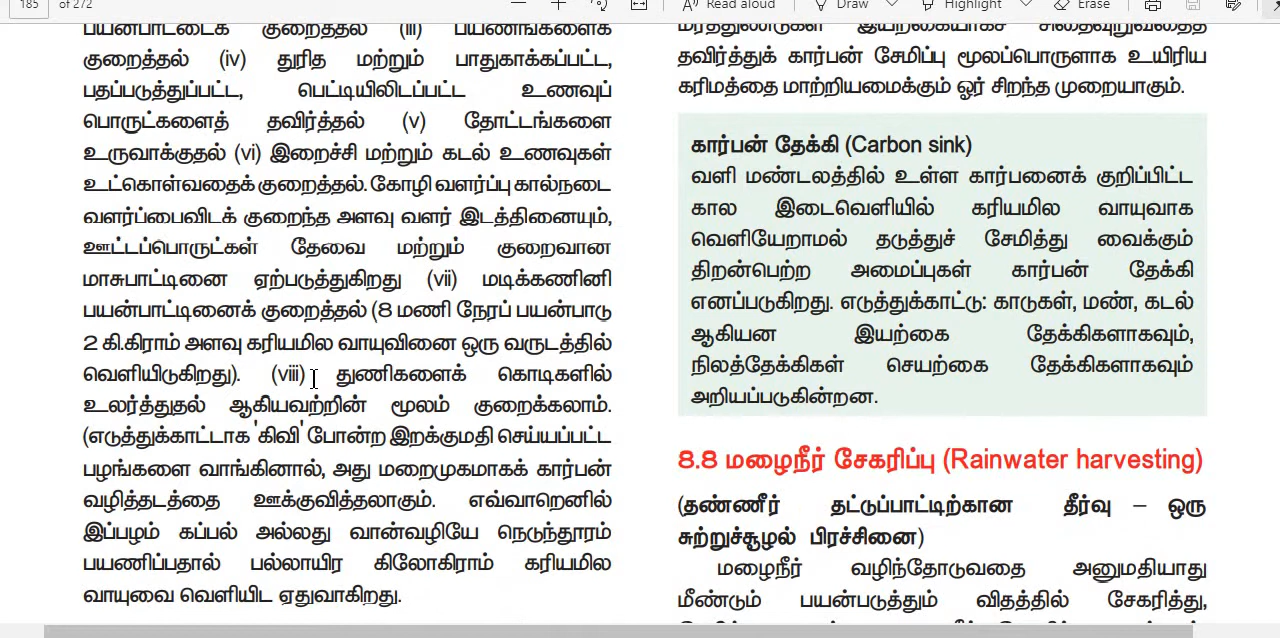 185 of 272 Read aloud Draw Highlight Erase
பயன்பாட்டைக் குறைத்தல் (iii) பயணங்களைக்
குறைத்தல் (iv) துரித மற்றும் பாதுகாக்கப்பட்ட,
பதப்படுத்துப்பட்ட, பெட்டியிலிடப்பட்ட உணவுப்
பொருட்களைத் தவிர்த்தல் (v) தோட்டங்களை
உருவாக்குதல் (vi) இறைச்சி மற்றும் கடல் உணவுகள்
உட்கொள்வதைக் குறைத்தல். கோழி வளர்ப்பு கால்நடை
வளர்ப்பைவிடக் குறைந்த அளவு வளர் இடத்தினையும்,
ஊட்டப்பொருட்கள் தேவை மற்றும் குறைவான
மாசுபாட்டினை ஏற்படுத்துகிறது (vii) மடிக்கணினி
பயன்பாட்டினைக் குறைத்தல் (8 மணி நேரப் பயன்பாடு
2 கி.கிராம் அளவு கரியமில வாயுவினை ஒரு வருடத்தில்
வெளியிடுகிறது). (viii) துணிகளைக் கொடிகளில்
உலர்த்துதல் ஆகியவற்றின் மூலம் குறைக்கலாம்.
(எடுத்துக்காட்டாக 'கிவி' போன்ற இறக்குமதி செய்யப்பட்ட
பழங்களை வாங்கினால், அது மறைமுகமாகக் கார்பன்
வழித்தடத்தை ஊக்குவித்தலாகும். எவ்வாறெனில்
இப்பழம் கப்பல் அல்லது வான்வழியே நெடுந்தூரம்
பயணிப்பதால் பல்லாயிர கிலோகிராம் கரியமில
வாயுவை வெளியிட ஏதுவாகிறது.
மரத்துண்டுகள் இயற்கையாகச் சிதைவுறுவதைத்
தவிர்த்துக் கார்பன் சேமிப்பு மூலப்பொருளாக உயிரிய
கரிமத்தை மாற்றியமைக்கும் ஓர் சிறந்த முறையாகும்.
கார்பன் தேக்கி (Carbon sink)
வளி மண்டலத்தில் உள்ள கார்பனைக் குறிப்பிட்ட
கால இடைவெளியில் கரியமில வாயுவாக
வெளியேறாமல் தடுத்துச் சேமித்து வைக்கும்
திறன்பெற்ற அமைப்புகள் கார்பன் தேக்கி
எனப்படுகிறது. எடுத்துக்காட்டு: காடுகள், மண், கடல்
ஆகியன இயற்கை தேக்கிகளாகவும்,
நிலத்தேக்கிகள் செயற்கை தேக்கிகளாகவும்
அறியப்படுகின்றன.
8.8 மழைநீர் சேகரிப்பு (Rainwater harvesting)
(தண்ணீர் தட்டுப்பாட்டிற்கான தீர்வு – ஒரு
சுற்றுச்சூழல் பிரச்சினை)
மழைநீர் வழிந்தோடுவதை அனுமதியாது
மீண்டும் பயன்படுத்தும் விதத்தில் சேகரித்து,